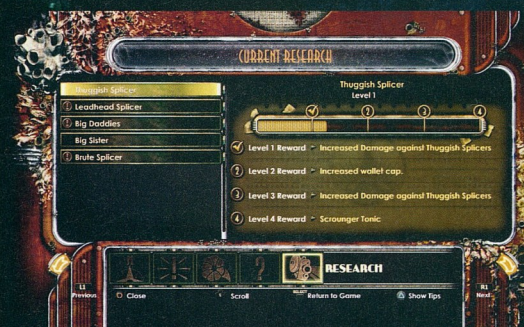 CURRENT RESEARCH
Thuggish Splicer
Leadhead Splicer
Big Daddies
Big Sister
Brute Splicer
Thuggish Splicer
Level 1
2 3 4
Level 1 Reward - Increased Damage against Thuggish Splicers
2 Level 2 Reward - Increased wallet cap.
3 Level 3 Reward - Increased Damage against Thuggish Splicers
4 Level 4 Reward - Scrounger Tonic
RESEARCH
L1
Previous
Close
Scroll
SELECT
Return to Game
Show Tips
R1
Next